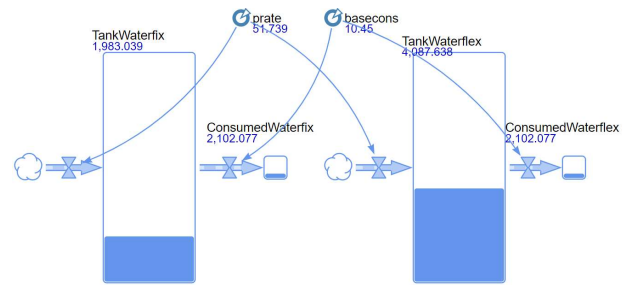 prate
51.739
basecons
10.45
TankWaterfix
1,983.039
TankWaterflex
4,087.638
ConsumedWaterfix
2,102.077
ConsumedWaterflex
2,102.077